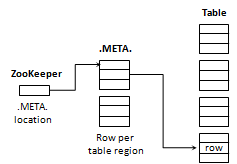 Table
.META.
ZooKeeper
.META.
location
Row per
table region
row